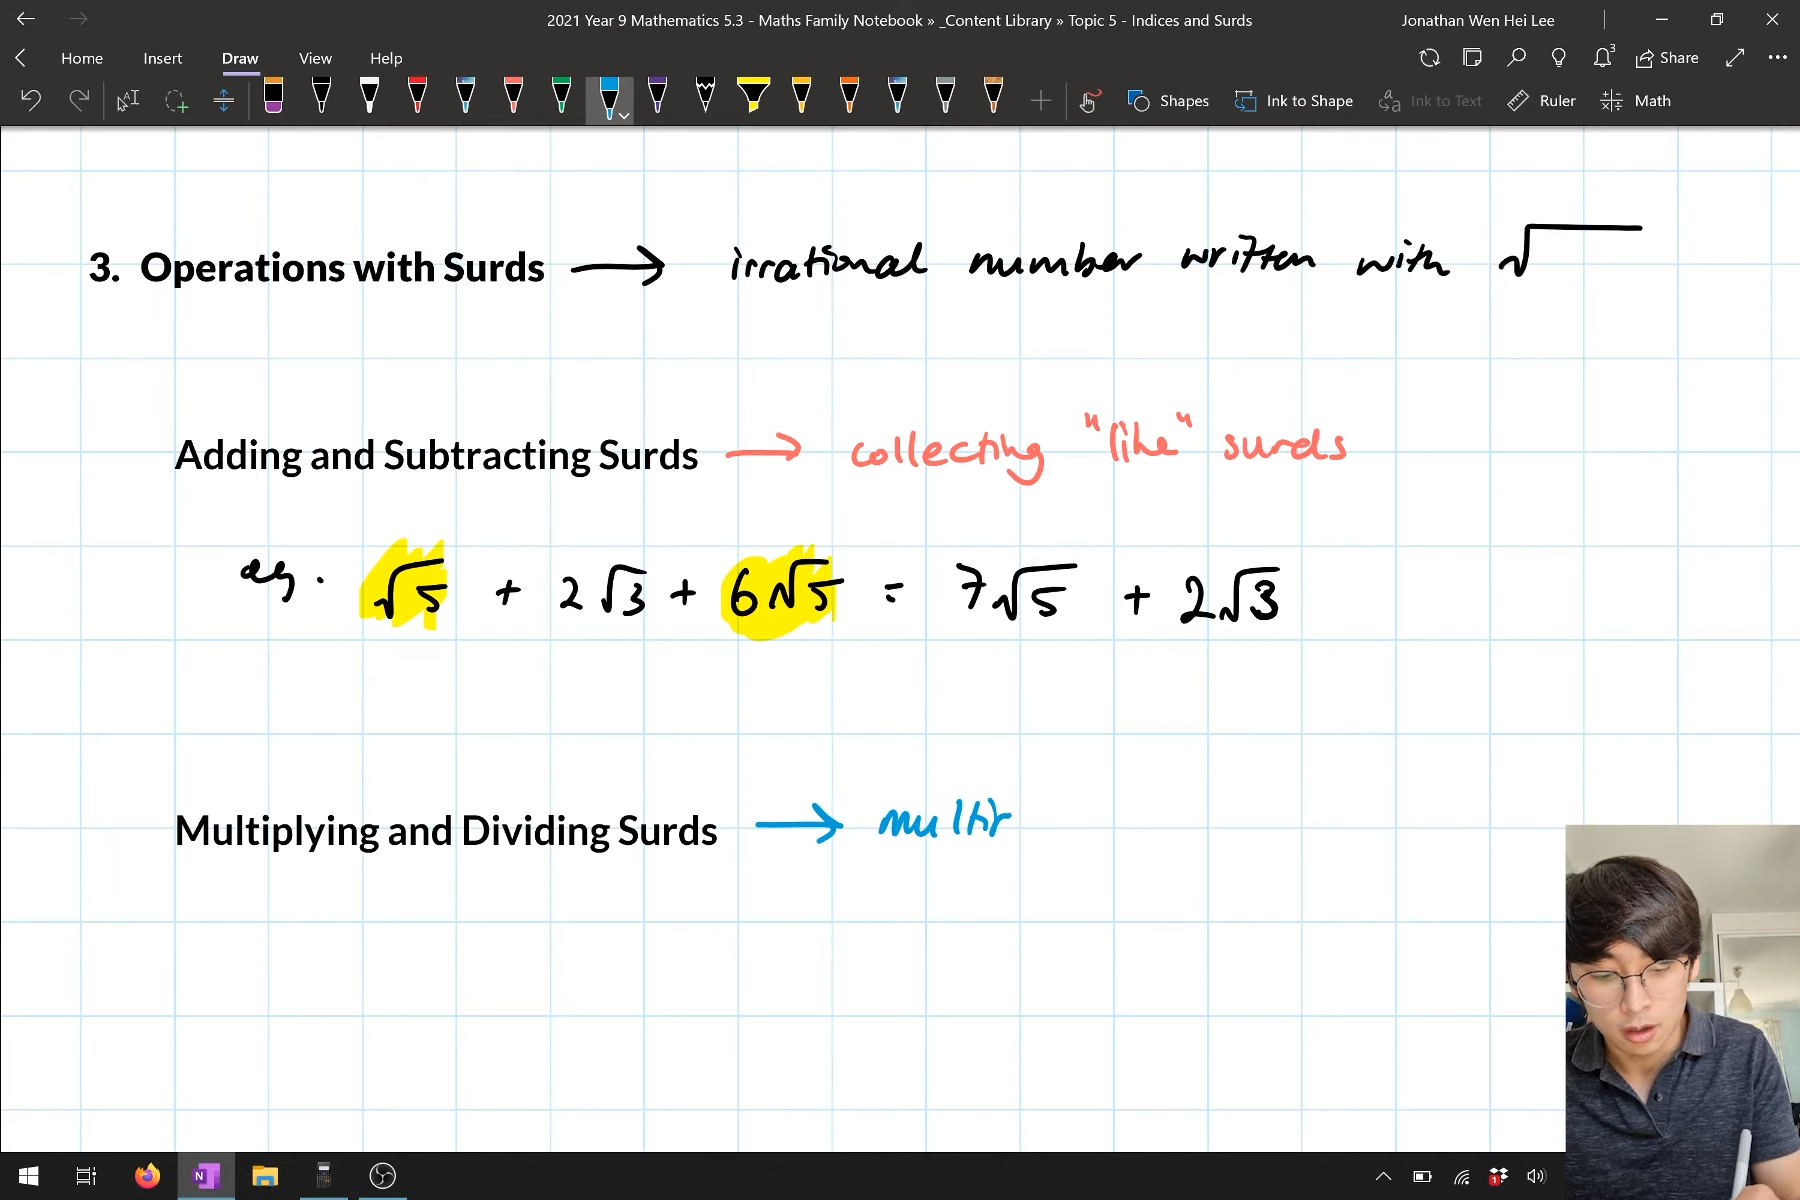 2021 Year 9 Mathematics 5.3 - Maths Family Notebook » _Content Library » Topic 5 - Indices and Surds
Jonathan Wen Hei Lee
Home Insert Draw View Help
3 Share
Shapes Ink to Shape Ink to Text Ruler Math
3. Operations with Surds → irrational number written with √
Adding and Subtracting Surds → collecting "like" surds
eg. √5 + 2√3 + 6√5 = 7√5 + 2√3
Multiplying and Dividing Surds → multip